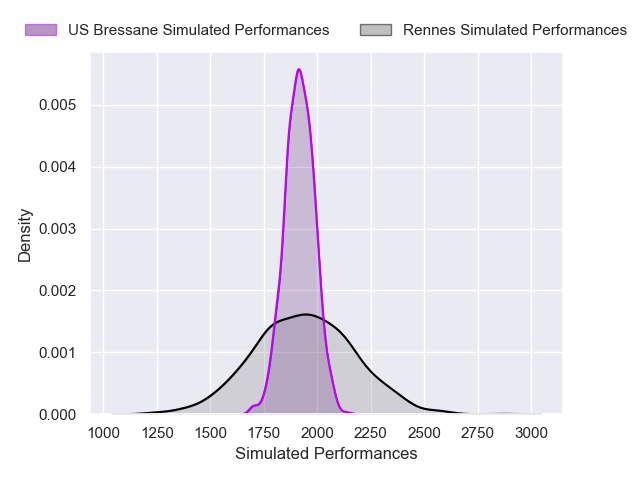 US Bressane Simulated Performances Rennes Simulated Performances
Density
0.005
0.004
0.003
0.002
0.001
0.000
1000 1250 1500 1750 2000 2250 2500 2750 3000
Simulated Performances